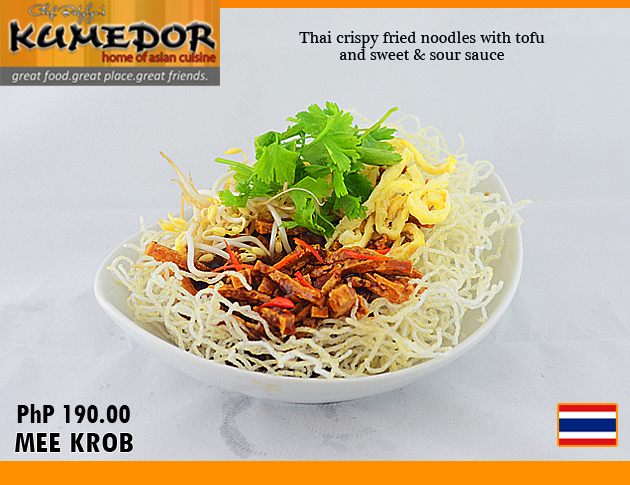 KUMEDOR
home of asian cuisine
great food.great place.great friends.
Thai crispy fried noodles with tofu
and sweet & sour sauce
PhP 190.00
MEE KROB